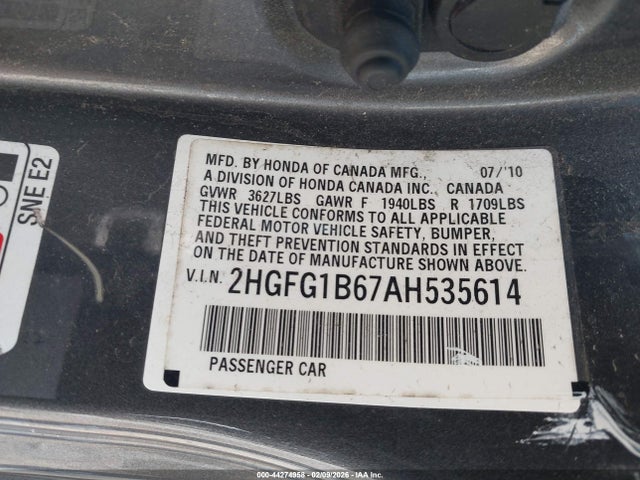 MFD. BY HONDA OF CANADA MFG., 07/'10
A DIVISION OF HONDA CANADA INC., CANADA
GVWR 3627LBS GAWR F 1940LBS R 1709LBS
THIS VEHICLE CONFORMS TO ALL APPLICABLE
FEDERAL MOTOR VEHICLE SAFETY, BUMPER,
AND THEFT PREVENTION STANDARDS IN EFFECT
ON THE DATE OF MANUFACTURE SHOWN ABOVE.
V.I.N. 2HGFG1B67AH535614
PASSENGER CAR
SNE E2
000-44274958 - 02/09/2026 - IAA Inc.